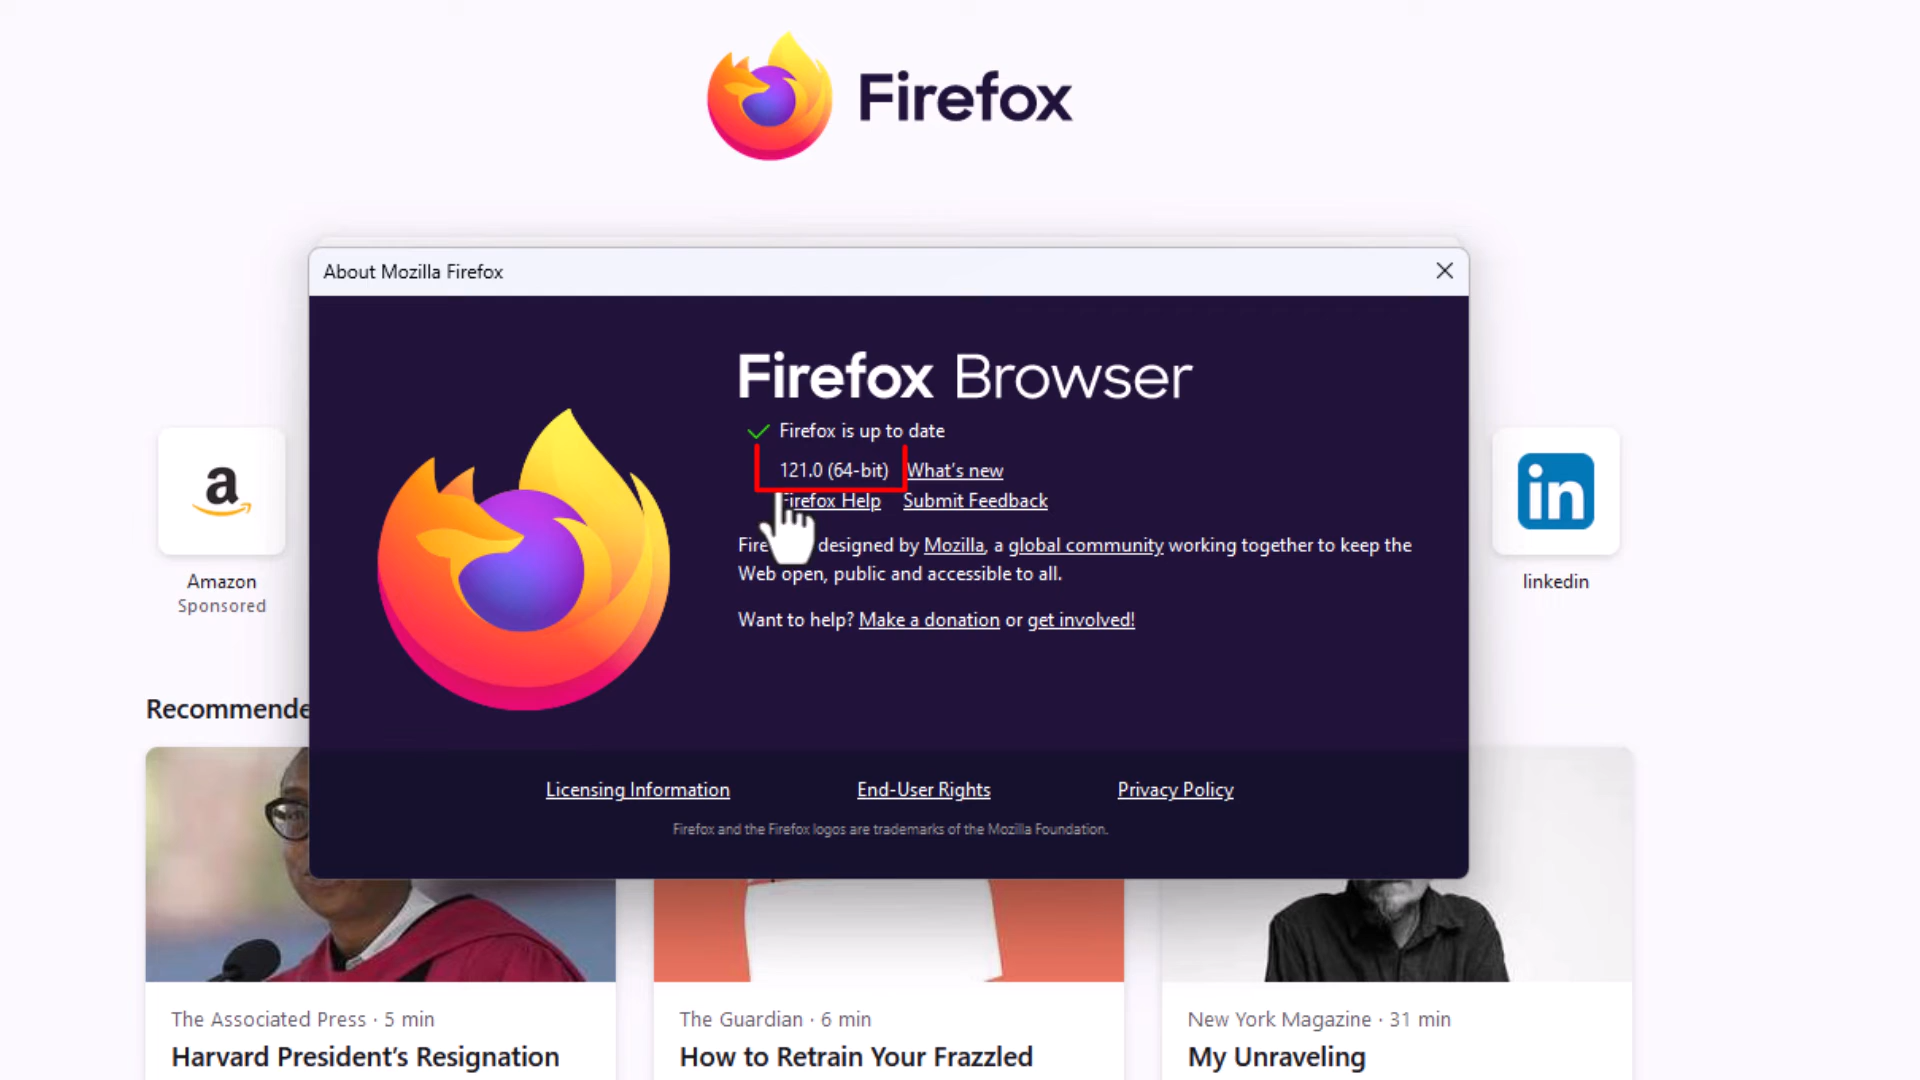 Firefox
About Mozilla Firefox
Firefox Browser
Firefox is up to date
121.0 (64-bit) What's new
Firefox Help Submit Feedback
designed by Mozilla, a global community working together to keep the
Web open, public and accessible to all.
Want to help? Make a donation or get involved!
a
Amazon
Sponsored
in
linkedin
Licensing Information End-User Rights Privacy Policy
Firefox and the Firefox logos are trademarks of the Mozilla Foundation.
The Associated Press · 5 min
Harvard President's Resignation
The Guardian · 6 min
How to Retrain Your Frazzled
New York Magazine · 31 min
My Unraveling